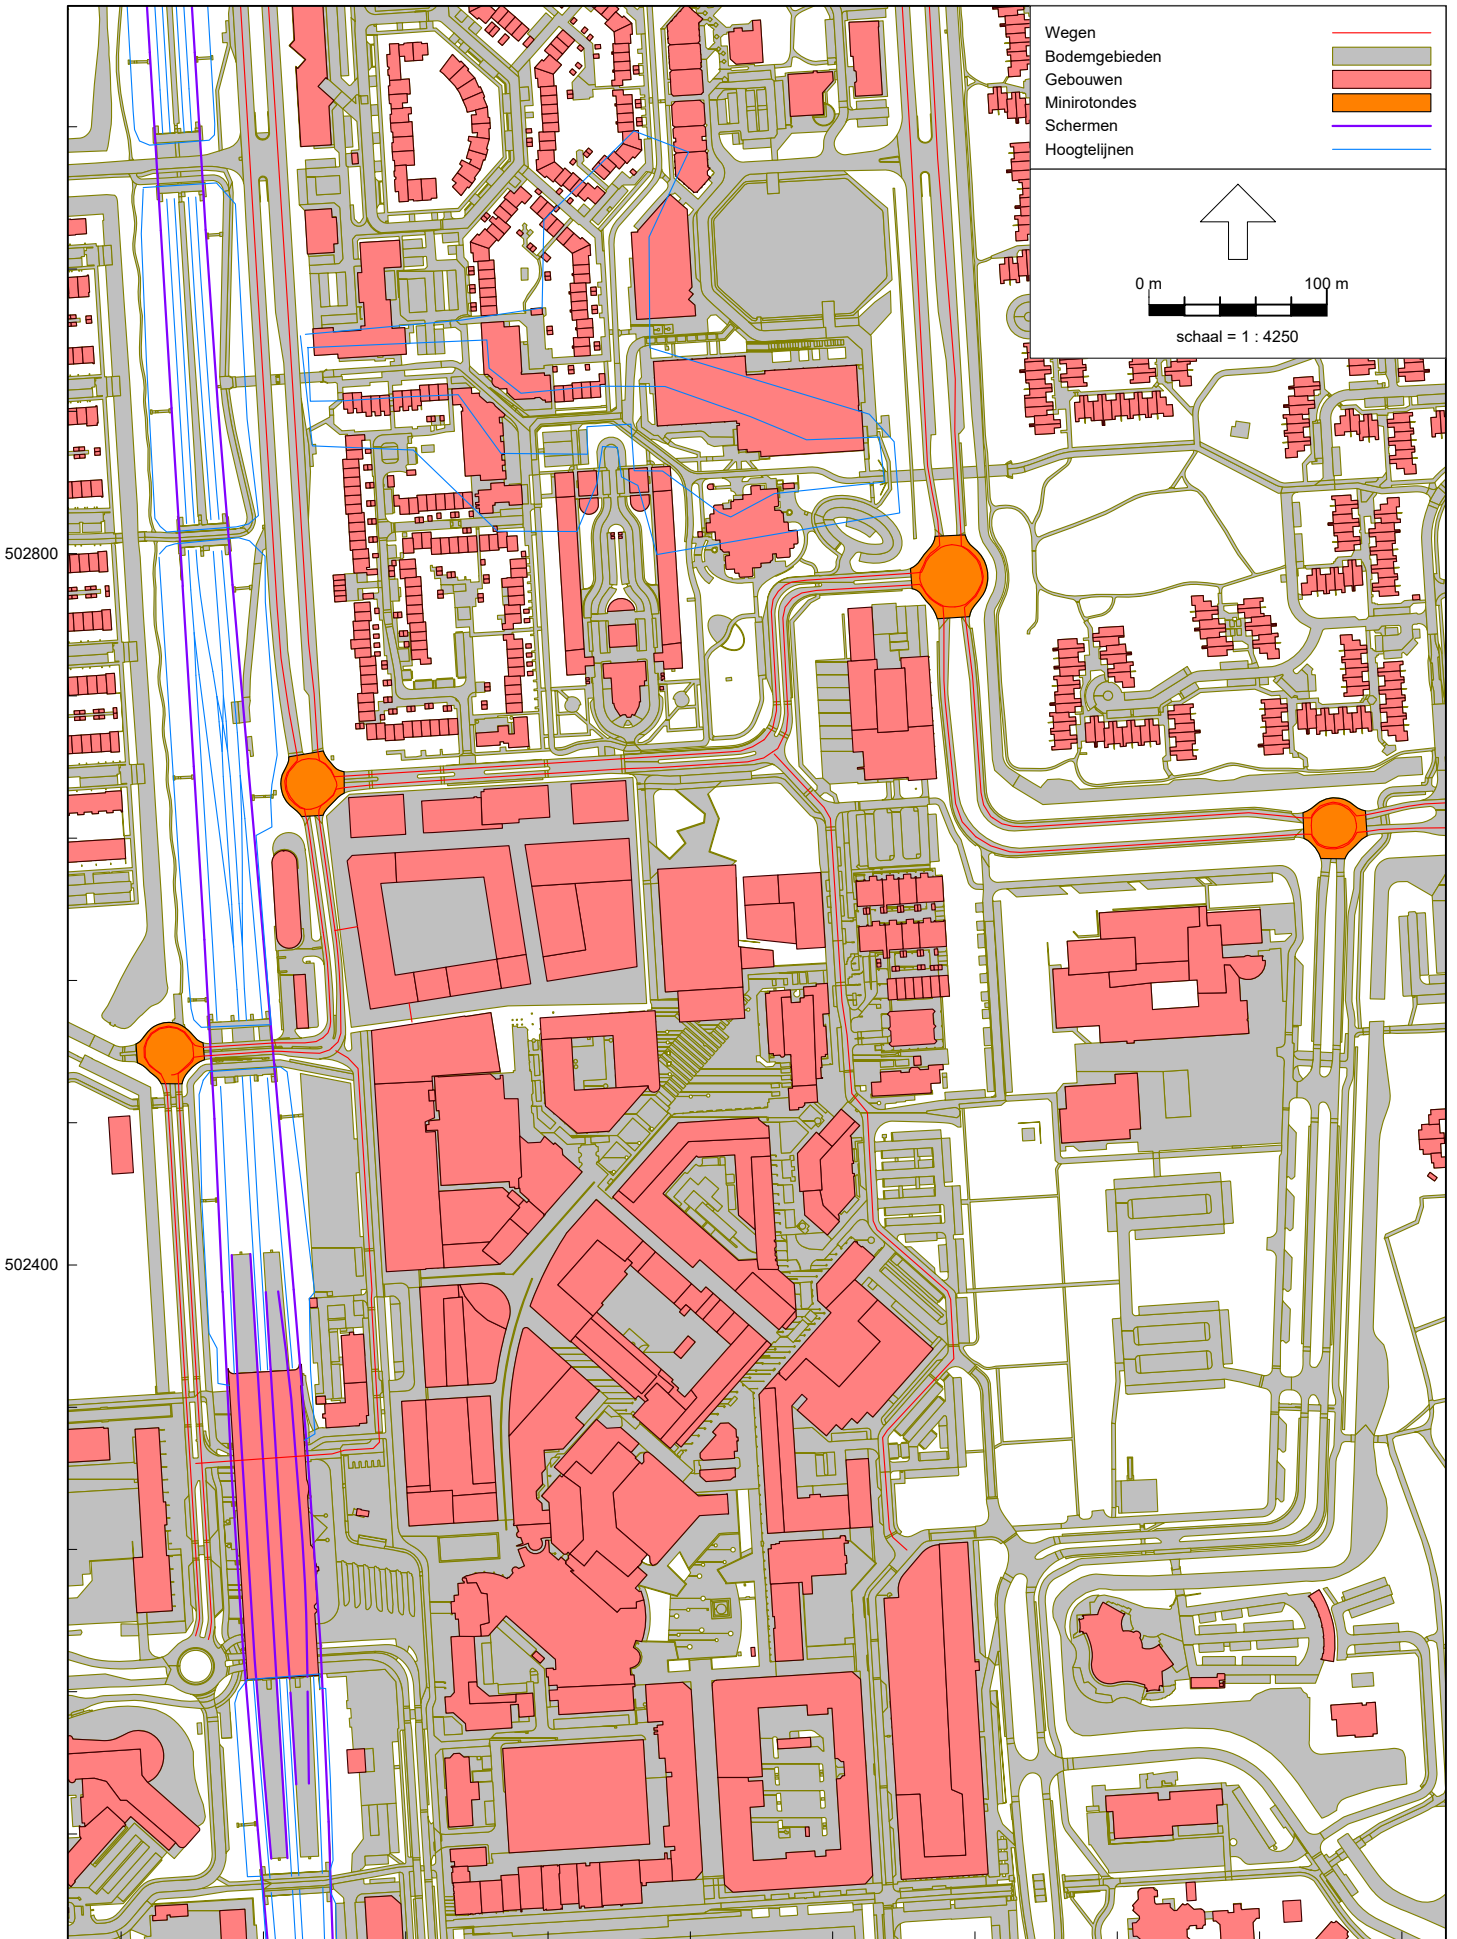 Wegen
Bodemgebieden
Gebouwen
Minirotondes
Schermen
Hoogtelijnen
0 m 100 m
schaal = 1 : 4250
502800
502400